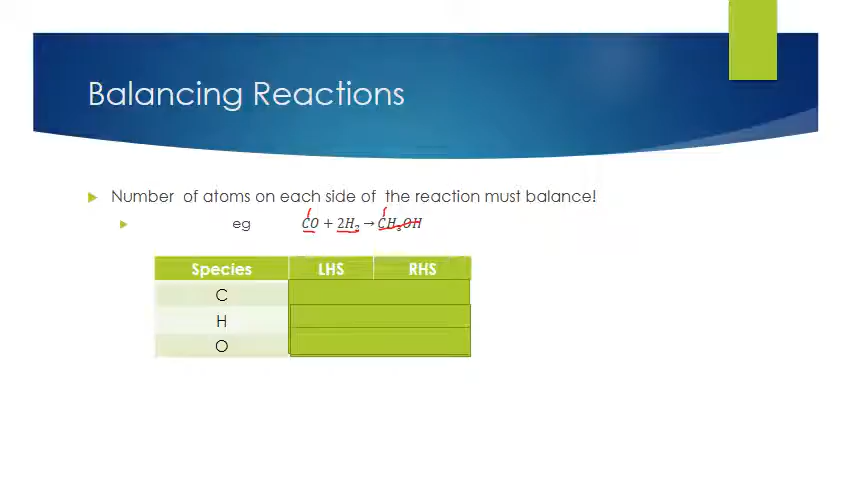 Balancing Reactions
Number of atoms on each side of the reaction must balance!
eg CO + 2H₂ → CH₃OH
Species LHS RHS
C
H
O